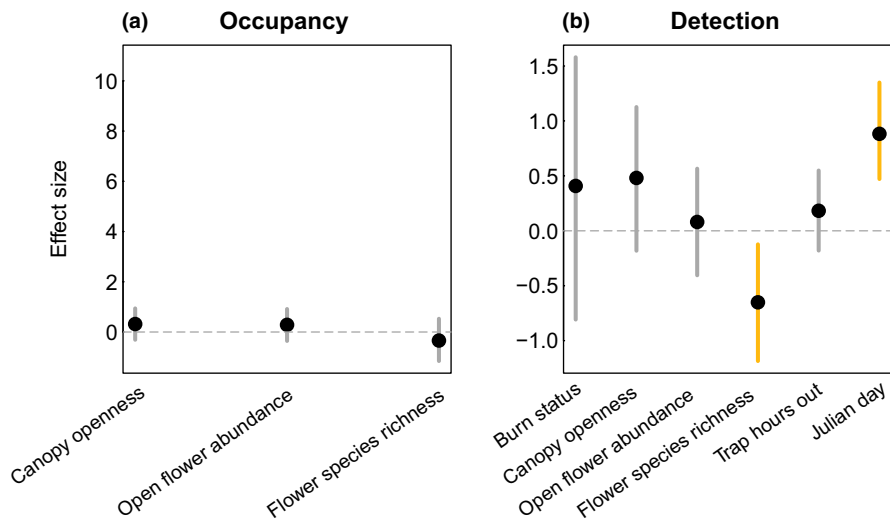 (a) Occupancy
Effect size
10
8
6
4
2
0
Canopy openness
Open flower abundance
Flower species richness
(b) Detection
1.5
1.0
0.5
0.0
−0.5
−1.0
Burn status
Canopy openness
Open flower abundance
Flower species richness
Trap hours out
Julian day